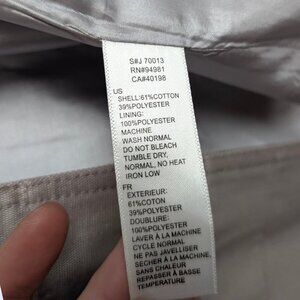 S#J 70013
RN#94981
CA#40198
US
SHELL:61%COTTON
39%POLYESTER
LINING:
100%POLYESTER
MACHINE
WASH NORMAL
DO NOT BLEACH
TUMBLE DRY,
NORMAL, NO HEAT
IRON LOW
FR
EXTERIEUR:
61%COTTON
39%POLYESTER
DOUBLURE:
100%POLYESTER
LAVER À LA MACHINE
CYCLE NORMAL
NE PAS JAVELLISER
SÉCHER À LA MACHINE,
SANS CHALEUR
REPASSER À BASSE
TEMPERATURE